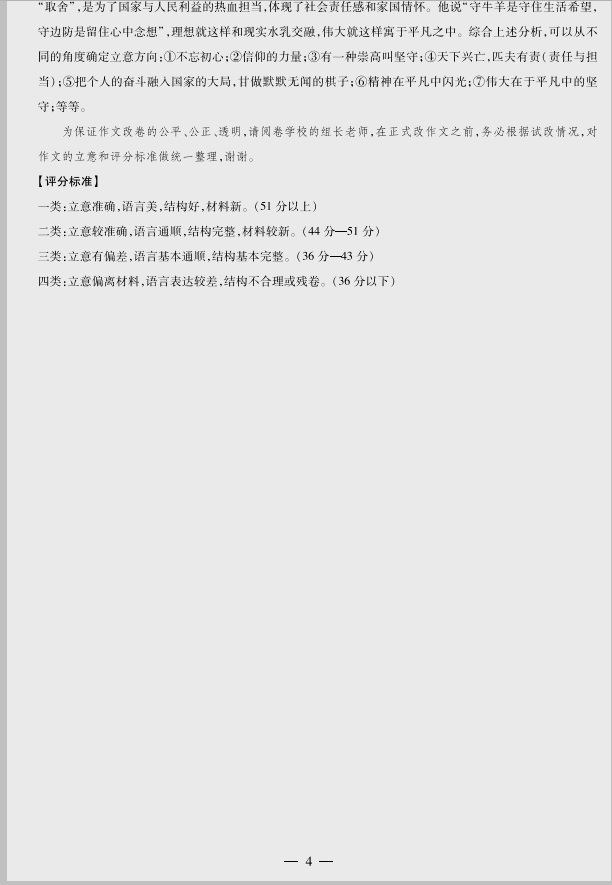 “取舍”,是为了国家与人民利益的热血担当,体现了社会责任感和家国情怀。他说“守牛羊是守住生活希望,
守边防是留住心中念想”,理想就这样和现实水乳交融,伟大就这样寓于平凡之中。综合上述分析,可以从不
同的角度确定立意方向:①不忘初心;②信仰的力量;③有一种崇高叫坚守;④天下兴亡,匹夫有责(责任与担
当);⑤把个人的奋斗融入国家的大局,甘做默默无闻的棋子;⑥精神在平凡中闪光;⑦伟大在于平凡中的坚
守;等等。
为保证作文改卷的公平、公正、透明,请阅卷学校的组长老师,在正式改作文之前,务必根据试改情况,对
作文的立意和评分标准做统一整理,谢谢。
【评分标准】
一类:立意准确,语言美,结构好,材料新。(51 分以上)
二类:立意较准确,语言通顺,结构完整,材料较新。(44 分—51 分)
三类:立意有偏差,语言基本通顺,结构基本完整。(36 分—43 分)
四类:立意偏离材料,语言表达较差,结构不合理或残卷。(36 分以下)
— 4 —